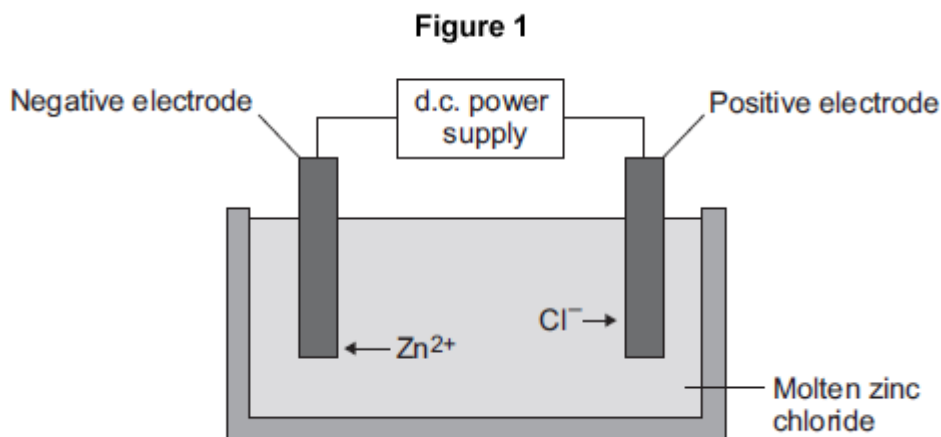 Figure 1
Negative electrode
d.c. power
supply
Positive electrode
Cl⁻
Zn²⁺
Molten zinc
chloride